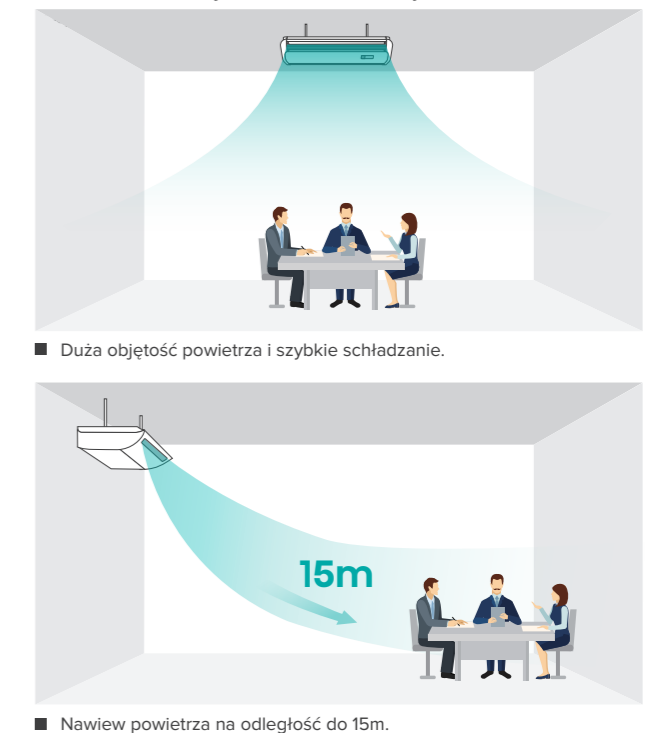 Duża objętość powietrza i szybkie schładzanie.
15m
Nawiew powietrza na odległość do 15m.